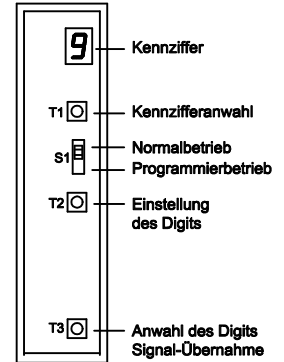 9 Kennziffer
T1 Kennzifferanwahl
Normalbetrieb
S1
Programmierbetrieb
T2 Einstellung
des Digits
T3 Anwahl des Digits
Signal-Übernahme